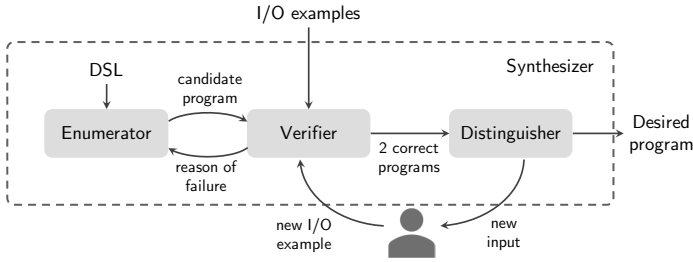 I/O examples
Synthesizer
DSL
candidate
program
Enumerator
Verifier
Distinguisher
Desired
program
2 correct
programs
reason of
failure
new I/O
example
new
input